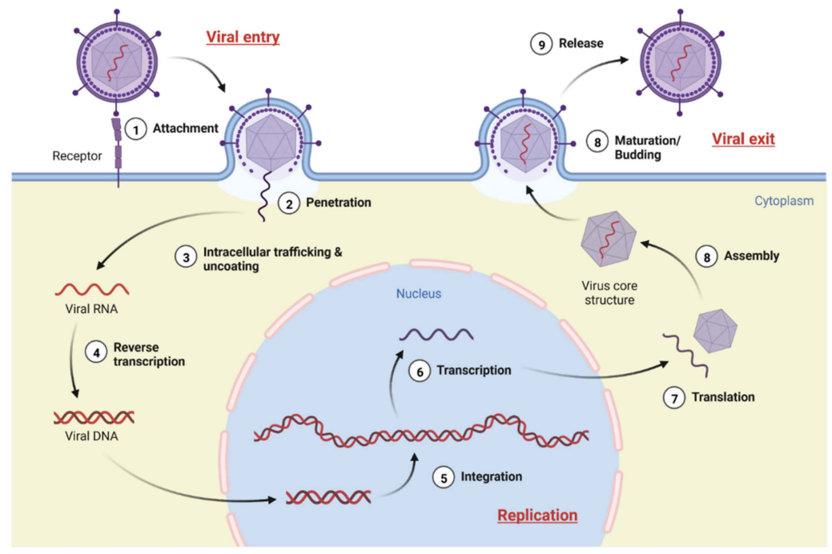 Viral entry
1 Attachment
Receptor
2 Penetration
3 Intracellular trafficking &
uncoating
Viral RNA
4 Reverse
transcription
Viral DNA
Nucleus
5 Integration
6 Transcription
Replication
7 Translation
8 Assembly
Virus core
structure
Cytoplasm
8 Maturation/
Budding
Viral exit
9 Release